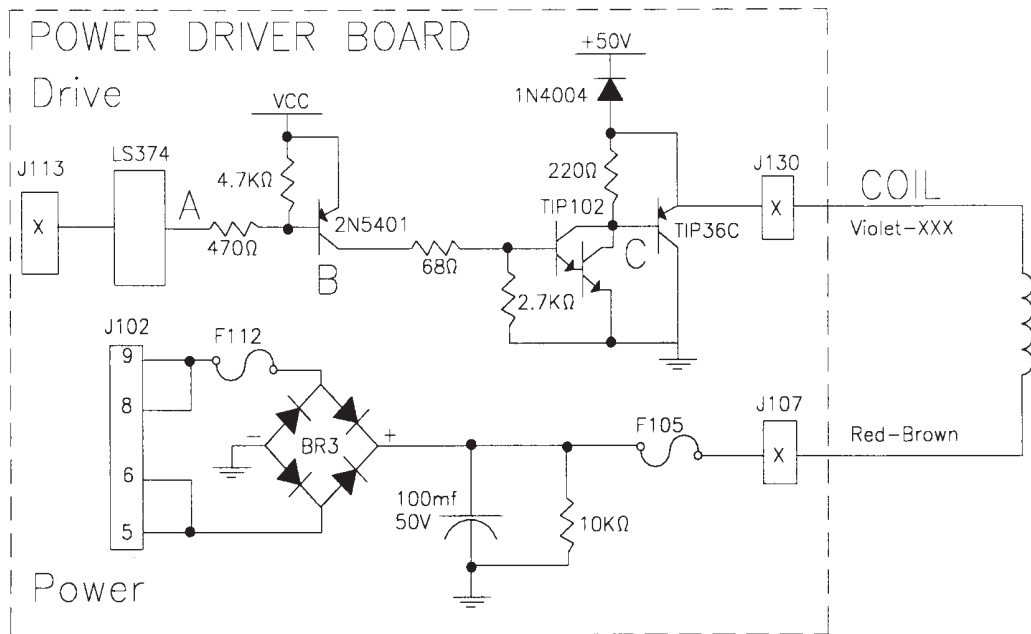 POWER DRIVER BOARD
Drive
+50V
1N4004
VCC
J113
LS374
X
A
4.7KΩ
470Ω
2N5401
B
68Ω
220Ω
TIP102
2.7KΩ
C
TIP36C
J130
X
COIL
Violet-XXX
J102
9
8
6
5
F112
BR3
-
+
100mf
50V
10KΩ
F105
J107
X
Red-Brown
Power